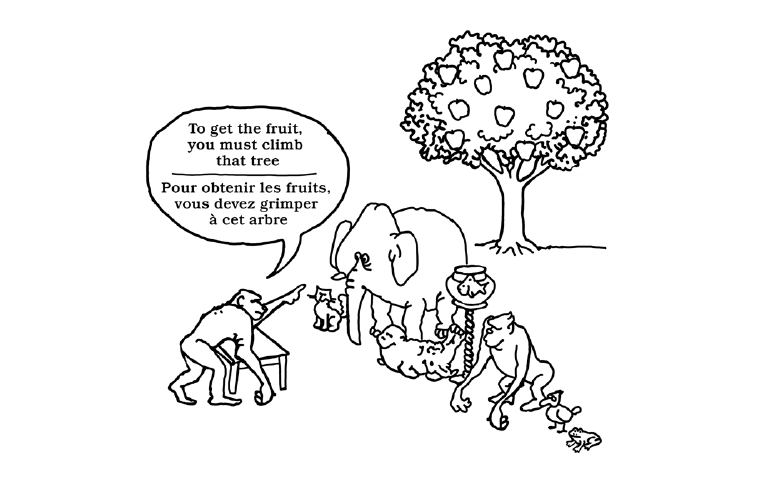 To get the fruit,
you must climb
that tree
Pour obtenir les fruits,
vous devez grimper
à cet arbre